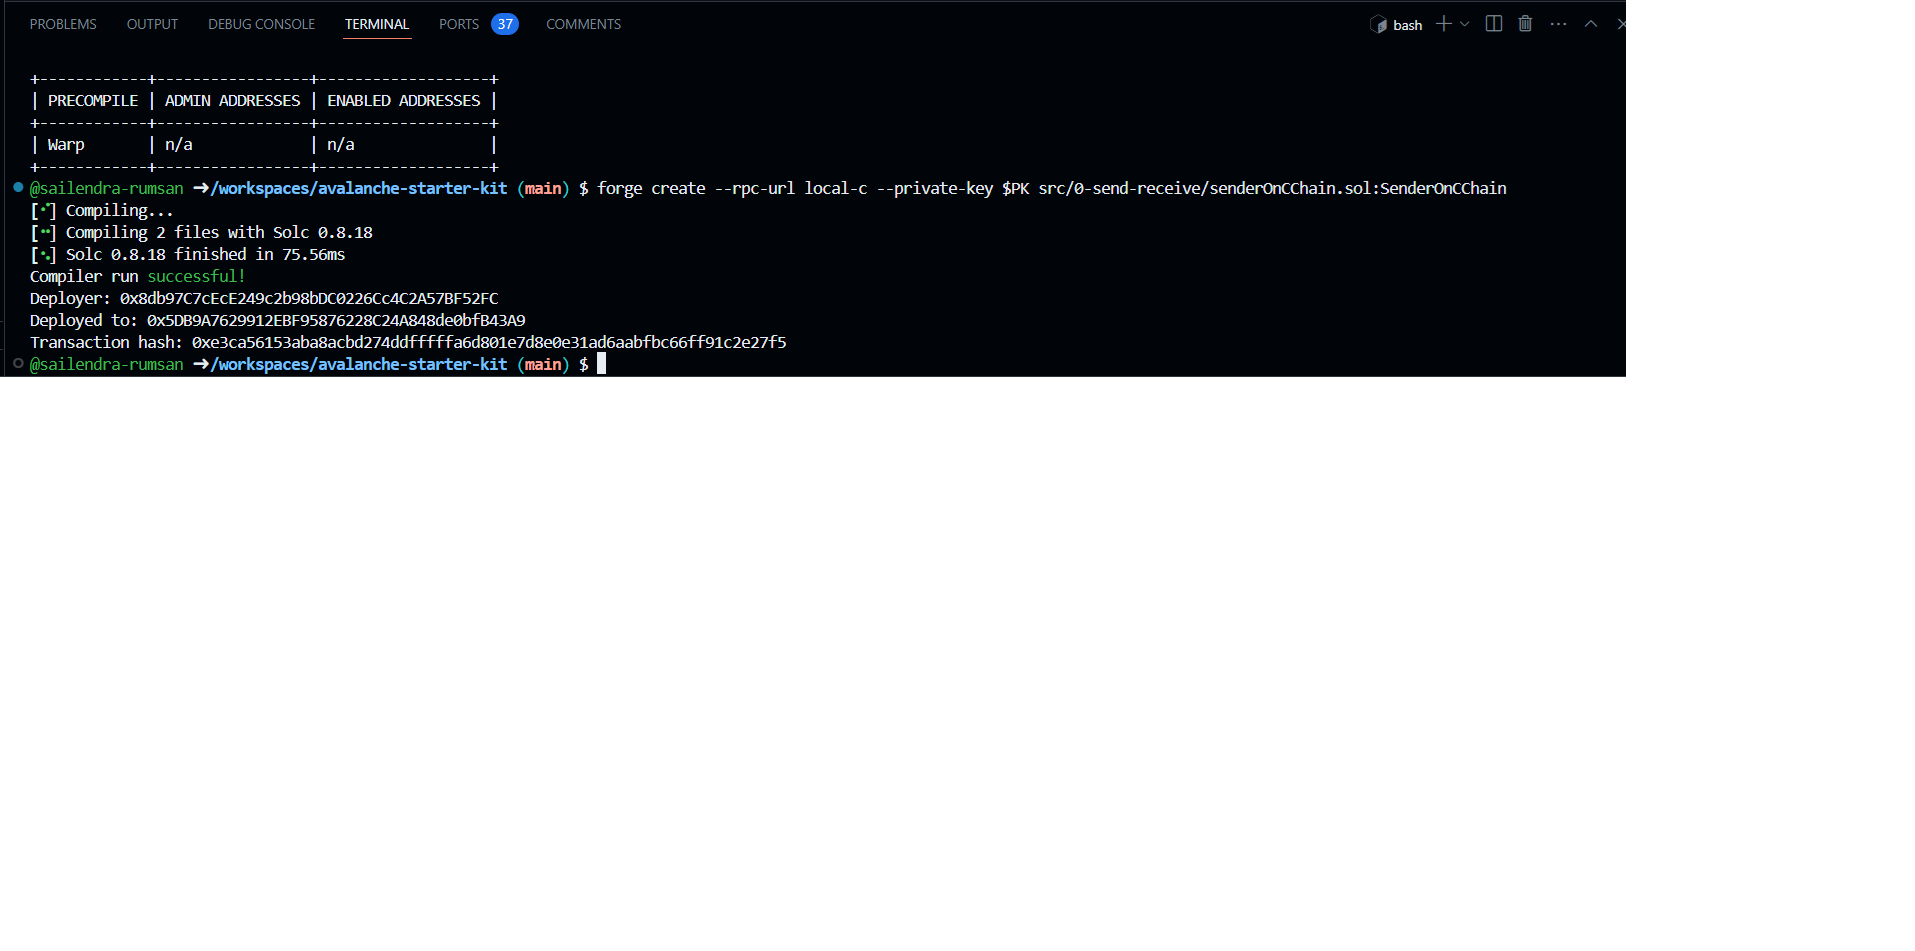 PROBLEMS OUTPUT DEBUG CONSOLE TERMINAL PORTS 37 COMMENTS bash
+------------+-----------------+-------------------+
| PRECOMPILE | ADMIN ADDRESSES | ENABLED ADDRESSES |
+------------+-----------------+-------------------+
| Warp       | n/a             | n/a               |
+------------+-----------------+-------------------+
@sailendra-rumsan ➜/workspaces/avalanche-starter-kit (main) $ forge create --rpc-url local-c --private-key $PK src/0-send-receive/senderOnCChain.sol:SenderOnCChain
[⠊] Compiling...
[⠒] Compiling 2 files with Solc 0.8.18
[⠢] Solc 0.8.18 finished in 75.56ms
Compiler run successful!
Deployer: 0x8db97C7cEcE249c2b98bDC0226Cc4C2A57BF52FC
Deployed to: 0x5DB9A7629912EBF95876228C24A848de0bfB43A9
Transaction hash: 0xe3ca56153aba8acbd274ddfffffa6d801e7d8e0e31ad6aabfbc66ff91c2e27f5
@sailendra-rumsan ➜/workspaces/avalanche-starter-kit (main) $